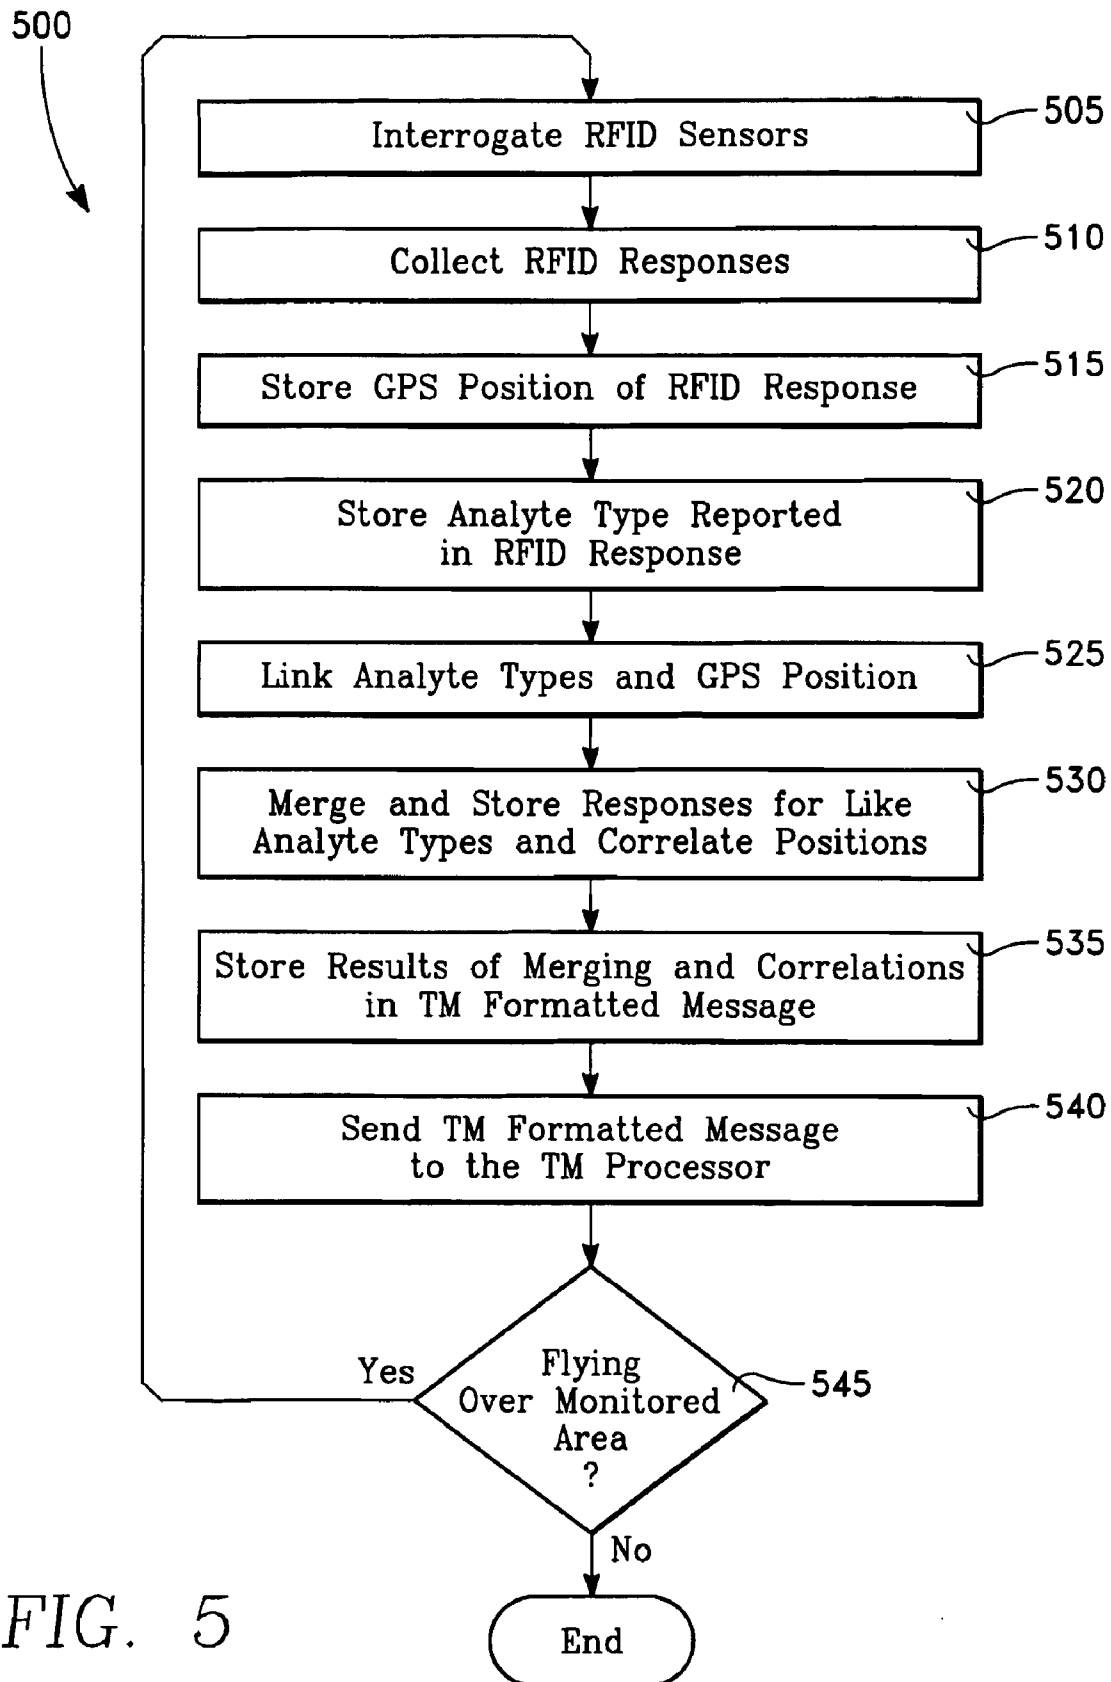 500
Interrogate RFID Sensors
505
Collect RFID Responses
510
Store GPS Position of RFID Response
515
Store Analyte Type Reported
in RFID Response
520
Link Analyte Types and GPS Position
525
Merge and Store Responses for Like
Analyte Types and Correlate Positions
530
Store Results of Merging and Correlations
in TM Formatted Message
535
Send TM Formatted Message
to the TM Processor
540
Yes
Flying
Over Monitored
Area
?
545
No
End
FIG. 5